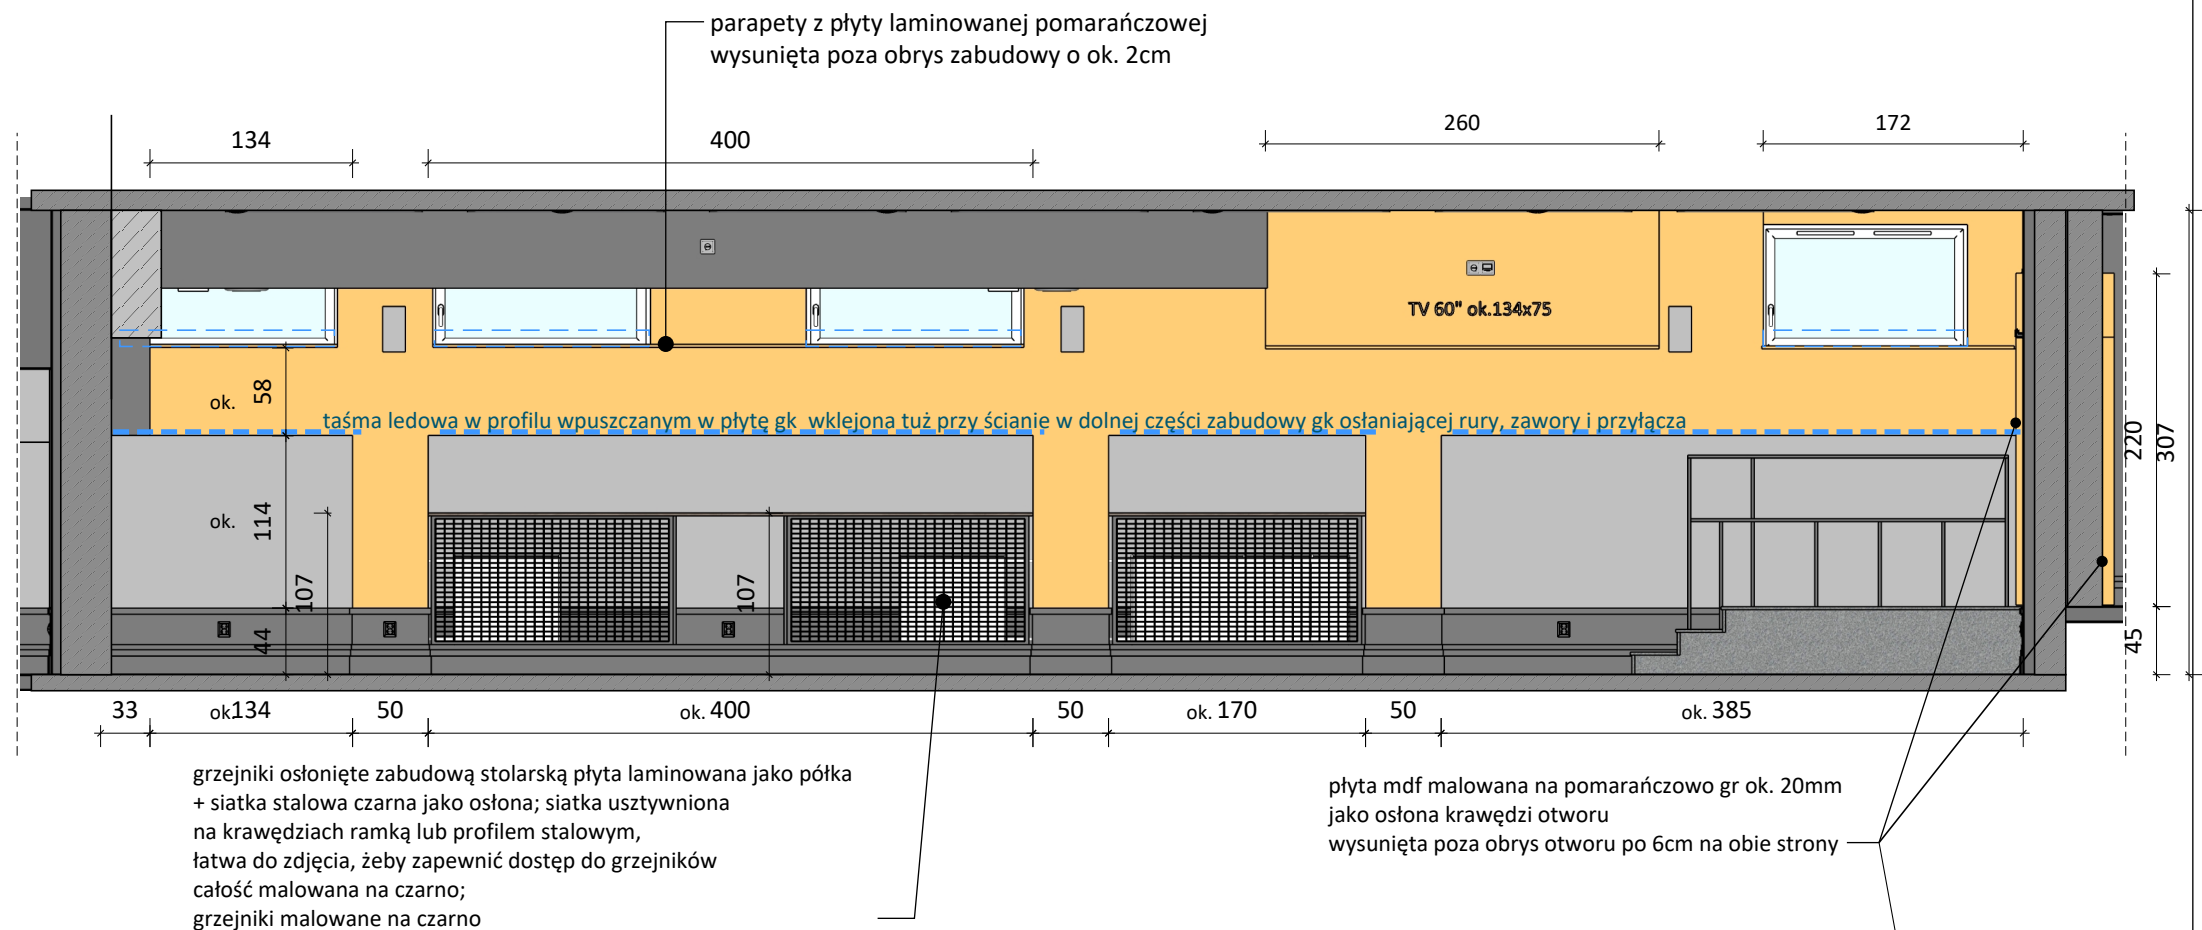 parapety z płyty laminowanej pomarańczowej
wysunięta poza obrys zabudowy o ok. 2cm
134
400
260
172
TV 60" ok.134x75
ok.
58
taśma ledowa w profilu wpuszczanym w płytę gk  wklejona tuż przy ścianie w dolnej części zabudowy gk osłaniającej rury, zawory i przyłącza
ok.
114
107
44
107
220
307
45
33
ok.134
50
ok. 400
50
ok. 170
50
ok. 385
grzejniki osłonięte zabudową stolarską płyta laminowana jako półka
+ siatka stalowa czarna jako osłona; siatka usztywniona
na krawędziach ramką lub profilem stalowym,
łatwa do zdjęcia, żeby zapewnić dostęp do grzejników
całość malowana na czarno;
grzejniki malowane na czarno
płyta mdf malowana na pomarańczowo gr ok. 20mm
jako osłona krawędzi otworu
wysunięta poza obrys otworu po 6cm na obie strony